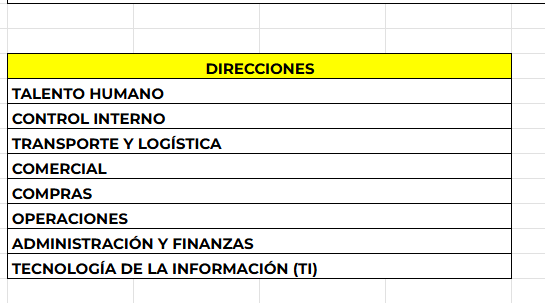 DIRECCIONES
TALENTO HUMANO
CONTROL INTERNO
TRANSPORTE Y LOGÍSTICA
COMERCIAL
COMPRAS
OPERACIONES
ADMINISTRACIÓN Y FINANZAS
TECNOLOGÍA DE LA INFORMACIÓN (TI)